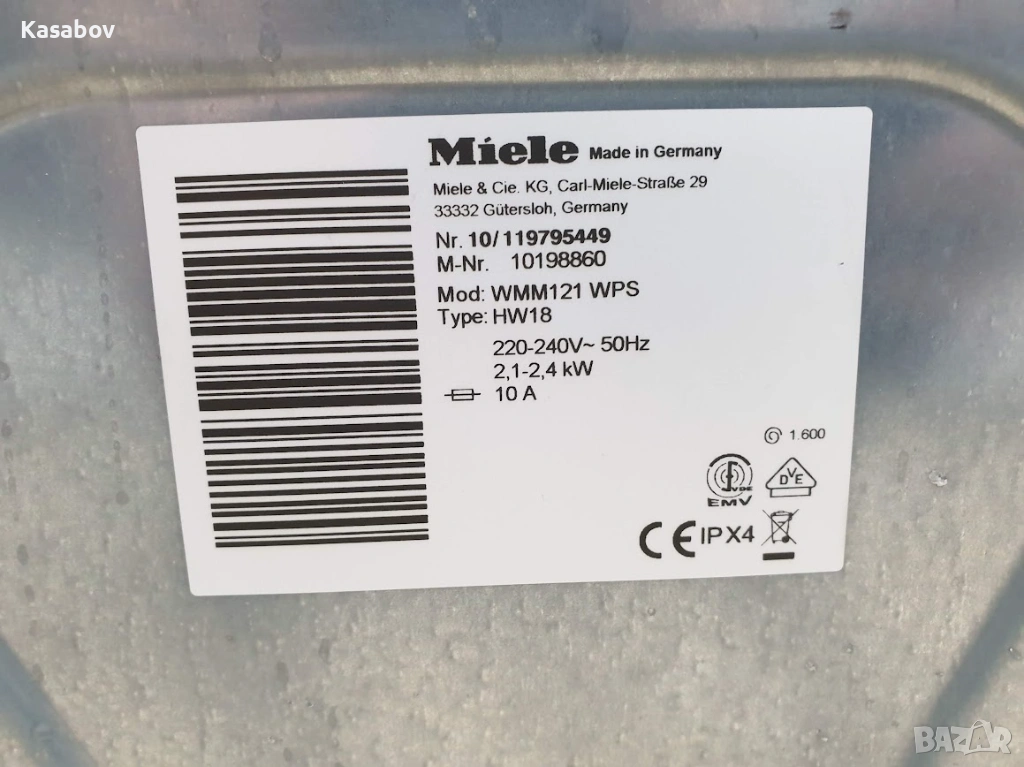 Kasabov
Miele Made in Germany
Miele & Cie. KG, Carl-Miele-Straße 29
33332 Gütersloh, Germany
Nr. 10/119795449
M-Nr. 10198860
Mod: WMM121 WPS
Type: HW18
220-240V~ 50Hz
2,1-2,4 kW
10 A
1.600
VDE
EMV
DVE
CE IPX4
BAZAR